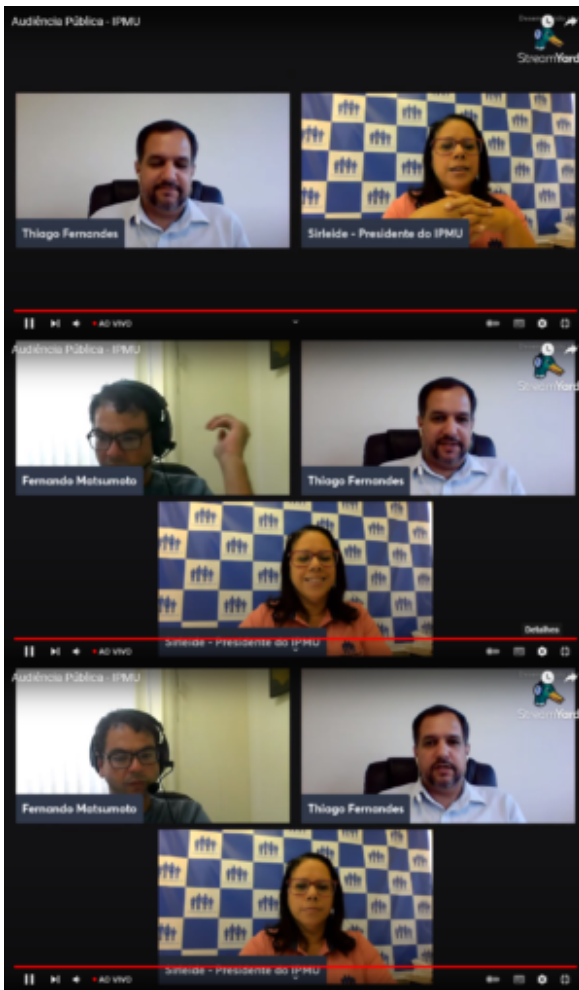 Audiência Pública - IPMU
StreamYard
Thiago Fernandes
Sirleide - Presidente do IPMU
AO VIVO
Audiência Pública - IPMU
StreamYard
Fernando Matsumoto
Thiago Fernandes
Detalhes
Sirleide - Presidente do IPMU
AO VIVO
Audiência Pública - IPMU
StreamYard
Fernando Matsumoto
Thiago Fernandes
Sirleide - Presidente do IPMU
AO VIVO